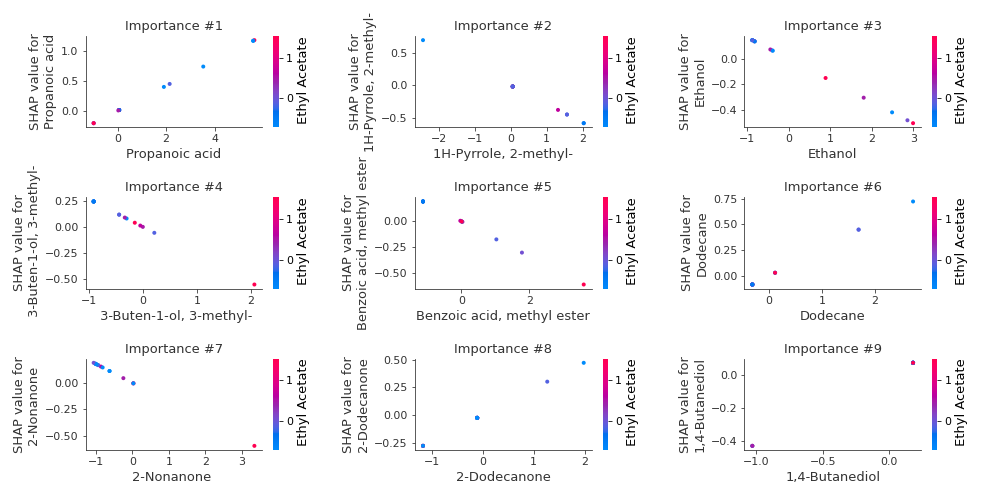 Importance #1
SHAP value for
Propanoic acid
1.0
0.5
0.0
0
2
4
Propanoic acid
1
0
Ethyl Acetate
Importance #2
SHAP value for
1H-Pyrrole, 2-methyl-
0.5
0.0
−0.5
−2
−1
0
1
2
1H-Pyrrole, 2-methyl-
1
0
Ethyl Acetate
Importance #3
SHAP value for
Ethanol
0.0
−0.2
−0.4
−1
0
1
2
3
Ethanol
1
0
Ethyl Acetate
Importance #4
SHAP value for
3-Buten-1-ol, 3-methyl-
0.25
0.00
−0.25
−0.50
−1
0
1
2
3-Buten-1-ol, 3-methyl-
1
0
Ethyl Acetate
Importance #5
SHAP value for
Benzoic acid, methyl ester
0.00
−0.25
−0.50
0
2
Benzoic acid, methyl ester
1
0
Ethyl Acetate
Importance #6
SHAP value for
Dodecane
0.75
0.50
0.25
0.00
0
2
Dodecane
1
0
Ethyl Acetate
Importance #7
SHAP value for
2-Nonanone
0.00
−0.25
−0.50
−1
0
1
2
3
2-Nonanone
1
0
Ethyl Acetate
Importance #8
SHAP value for
2-Dodecanone
0.50
0.25
0.00
−0.25
−1
0
1
2
2-Dodecanone
1
0
Ethyl Acetate
Importance #9
SHAP value for
1,4-Butanediol
0.0
−0.2
−0.4
−1.0
−0.5
0.0
1,4-Butanediol
1
0
Ethyl Acetate